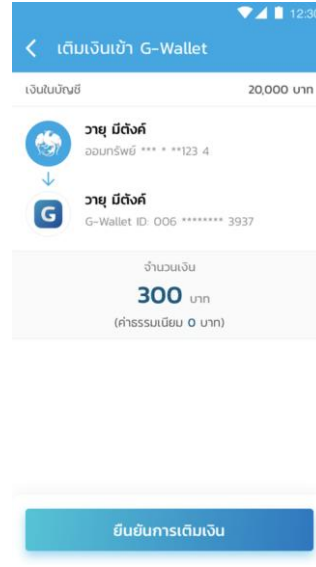 12:30
เติมเงินเข้า G-Wallet
เงินในบัญชี 20,000 บาท
วายุ มีตังค์
ออมทรัพย์ *** * **123 4
วายุ มีตังค์
G
G-Wallet ID: 006 ******** 3937
จำนวนเงิน
300 บาท
(ค่าธรรมเนียม 0 บาท)
ยืนยันการเติมเงิน